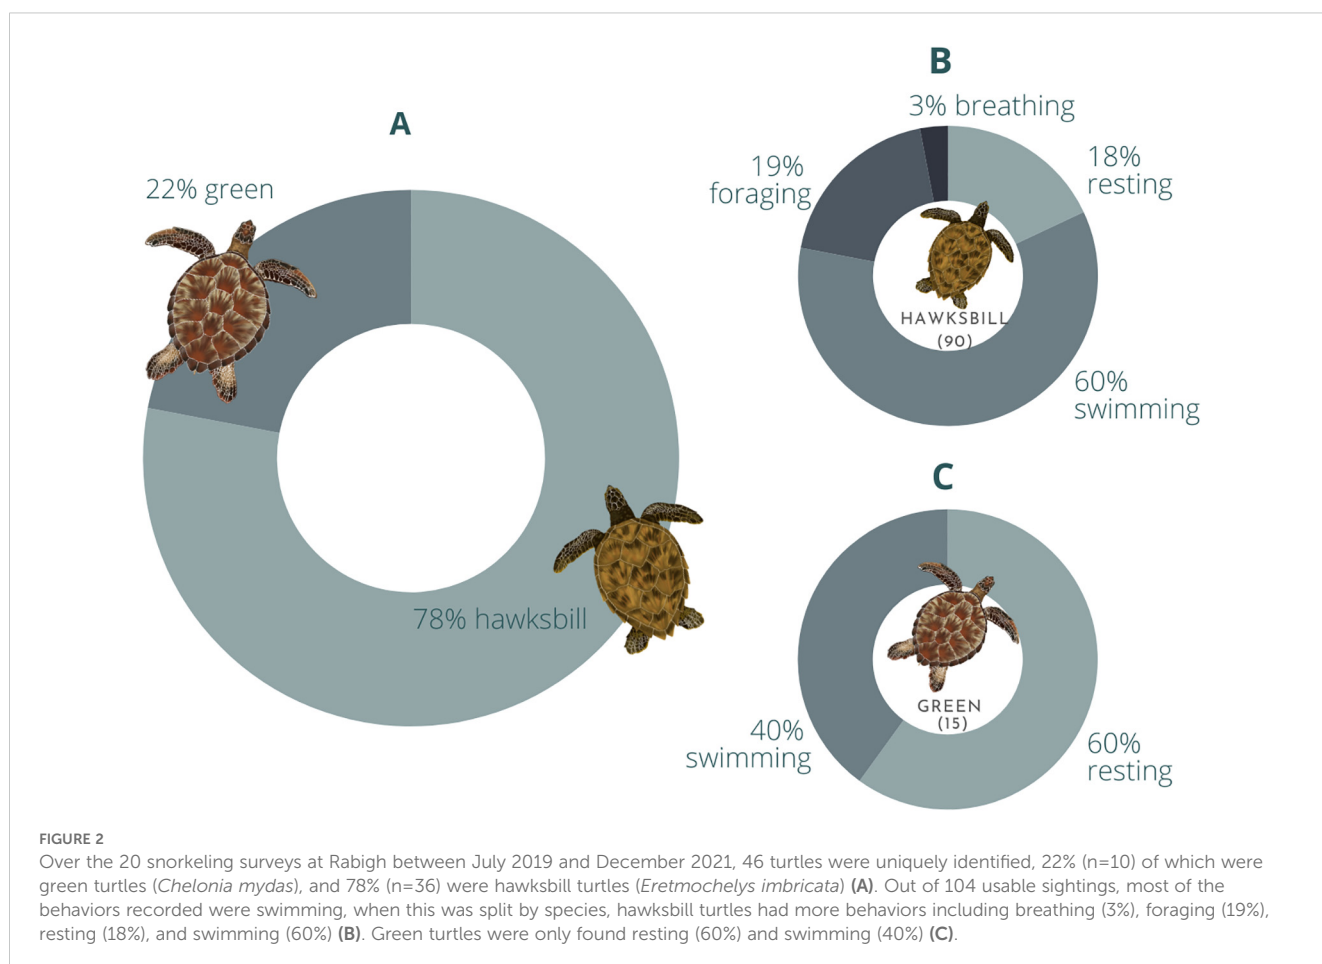 A
22% green
78% hawksbill
B
3% breathing
18%
resting
19%
foraging
HAWKSBILL
(90)
60%
swimming
C
GREEN
(15)
40%
swimming
60%
resting
FIGURE 2
Over the 20 snorkeling surveys at Rabigh between July 2019 and December 2021, 46 turtles were uniquely identified, 22% (n=10) of which were
green turtles (Chelonia mydas), and 78% (n=36) were hawksbill turtles (Eretmochelys imbricata) (A). Out of 104 usable sightings, most of the
behaviors recorded were swimming, when this was split by species, hawksbill turtles had more behaviors including breathing (3%), foraging (19%),
resting (18%), and swimming (60%) (B). Green turtles were only found resting (60%) and swimming (40%) (C).